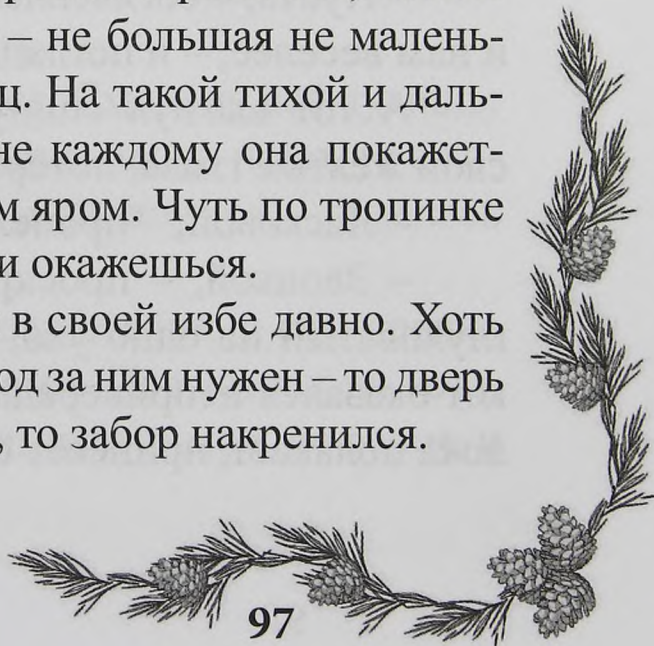 – не большая не малень-
ц. На такой тихой и даль-
не каждому она покажет-
м яром. Чуть по тропинке
и окажешься.
в своей избе давно. Хоть
од за ним нужен – то дверь
, то забор накренился.
97